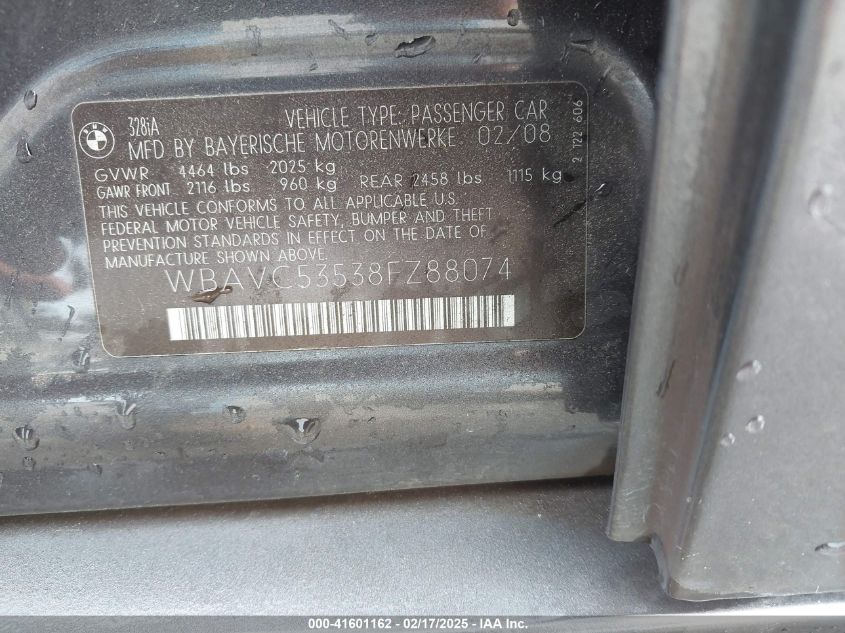 BMW
328iA
VEHICLE TYPE: PASSENGER CAR
MFD BY BAYERISCHE MOTORENWERKE 02/08
GVWR 4464 lbs 2025 kg
GAWR FRONT 2116 lbs 960 kg REAR 2458 lbs 1115 kg
THIS VEHICLE CONFORMS TO ALL APPLICABLE U.S.
FEDERAL MOTOR VEHICLE SAFETY, BUMPER AND THEFT
PREVENTION STANDARDS IN EFFECT ON THE DATE OF
MANUFACTURE SHOWN ABOVE.
WBAVC53538FZ88074
2 122 606
000-41601162 - 02/17/2025 - IAA Inc.